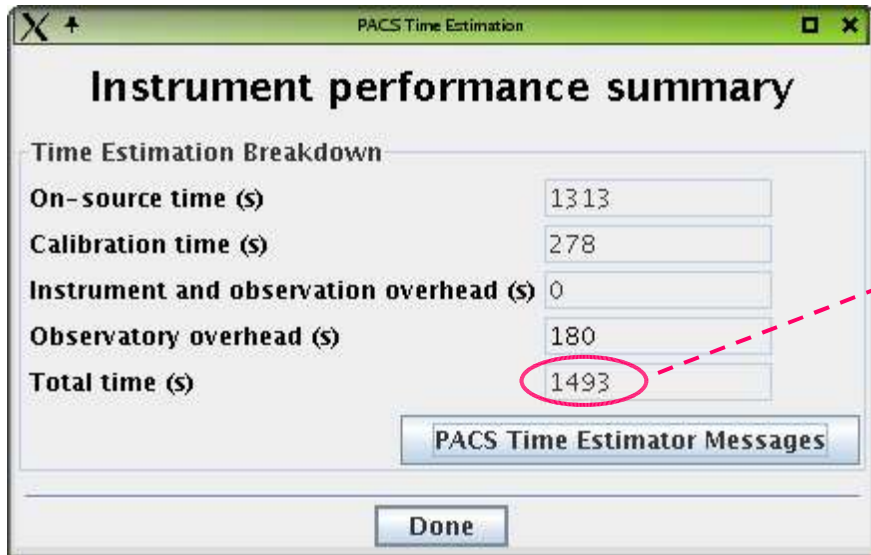 PACS Time Estimation
Instrument performance summary
Time Estimation Breakdown
On-source time (s) 1313
Calibration time (s) 278
Instrument and observation overhead (s) 0
Observatory overhead (s) 180
Total time (s) 1493
PACS Time Estimator Messages
Done